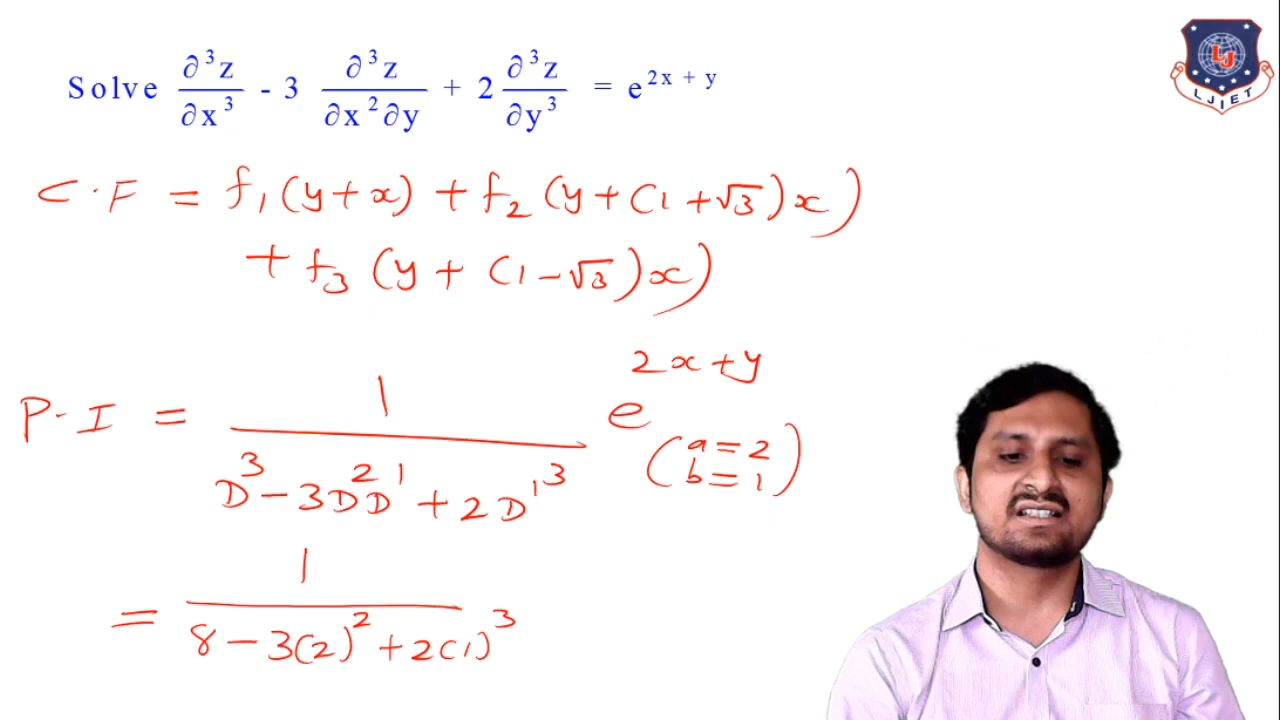 Solve ∂³z/∂x³ - 3 ∂³z/∂x²∂y + 2 ∂³z/∂y³ = e^(2x + y)
LJ
LJIET
C.F = f₁(y+x) + f₂(y+(1+√3)x)
+ f₃(y+(1-√3)x)
P.I = 1/(D³-3D²D'+2D'³) e^(2x+y) (a=2 b=1)
= 1/(8-3(2)²+2(1)³)